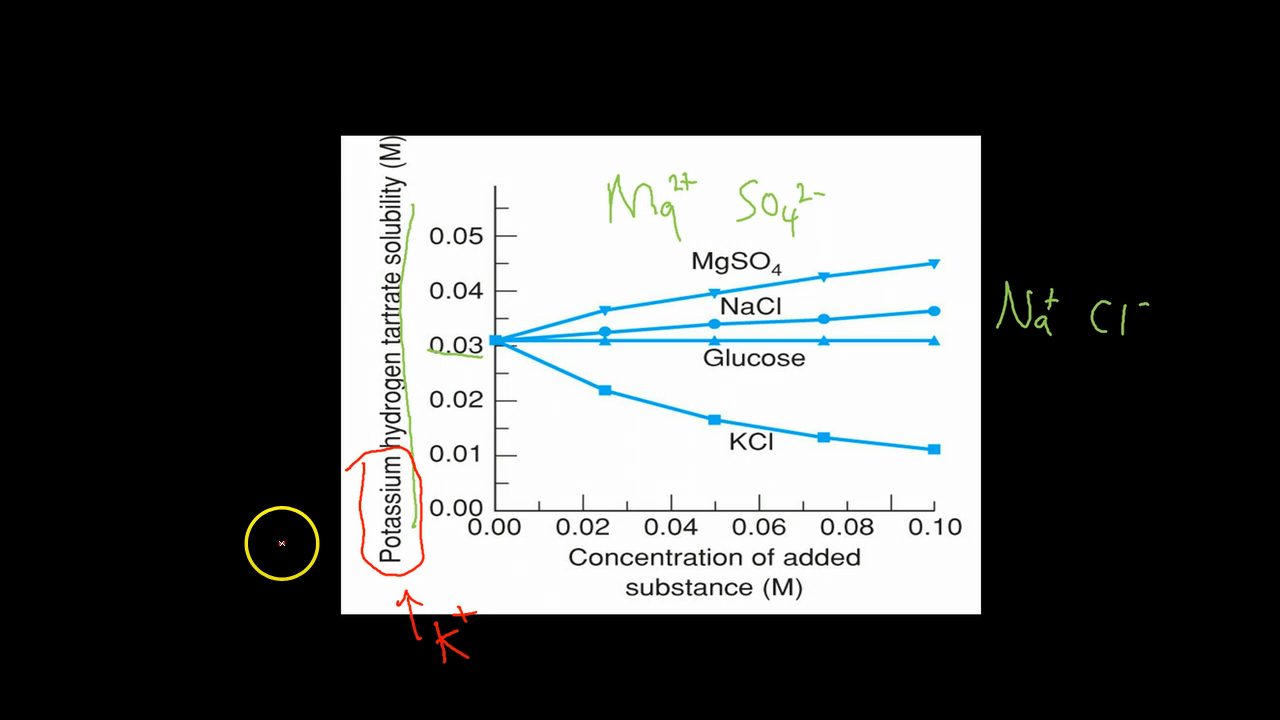 Potassium hydrogen tartrate solubility (M)
Mg²⁺ SO₄²⁻
0.05
MgSO₄
0.04
NaCl
Na⁺ Cl⁻
0.03
Glucose
0.02
KCl
0.01
0.00
0.00 0.02 0.04 0.06 0.08 0.10
Concentration of added
substance (M)
K⁺